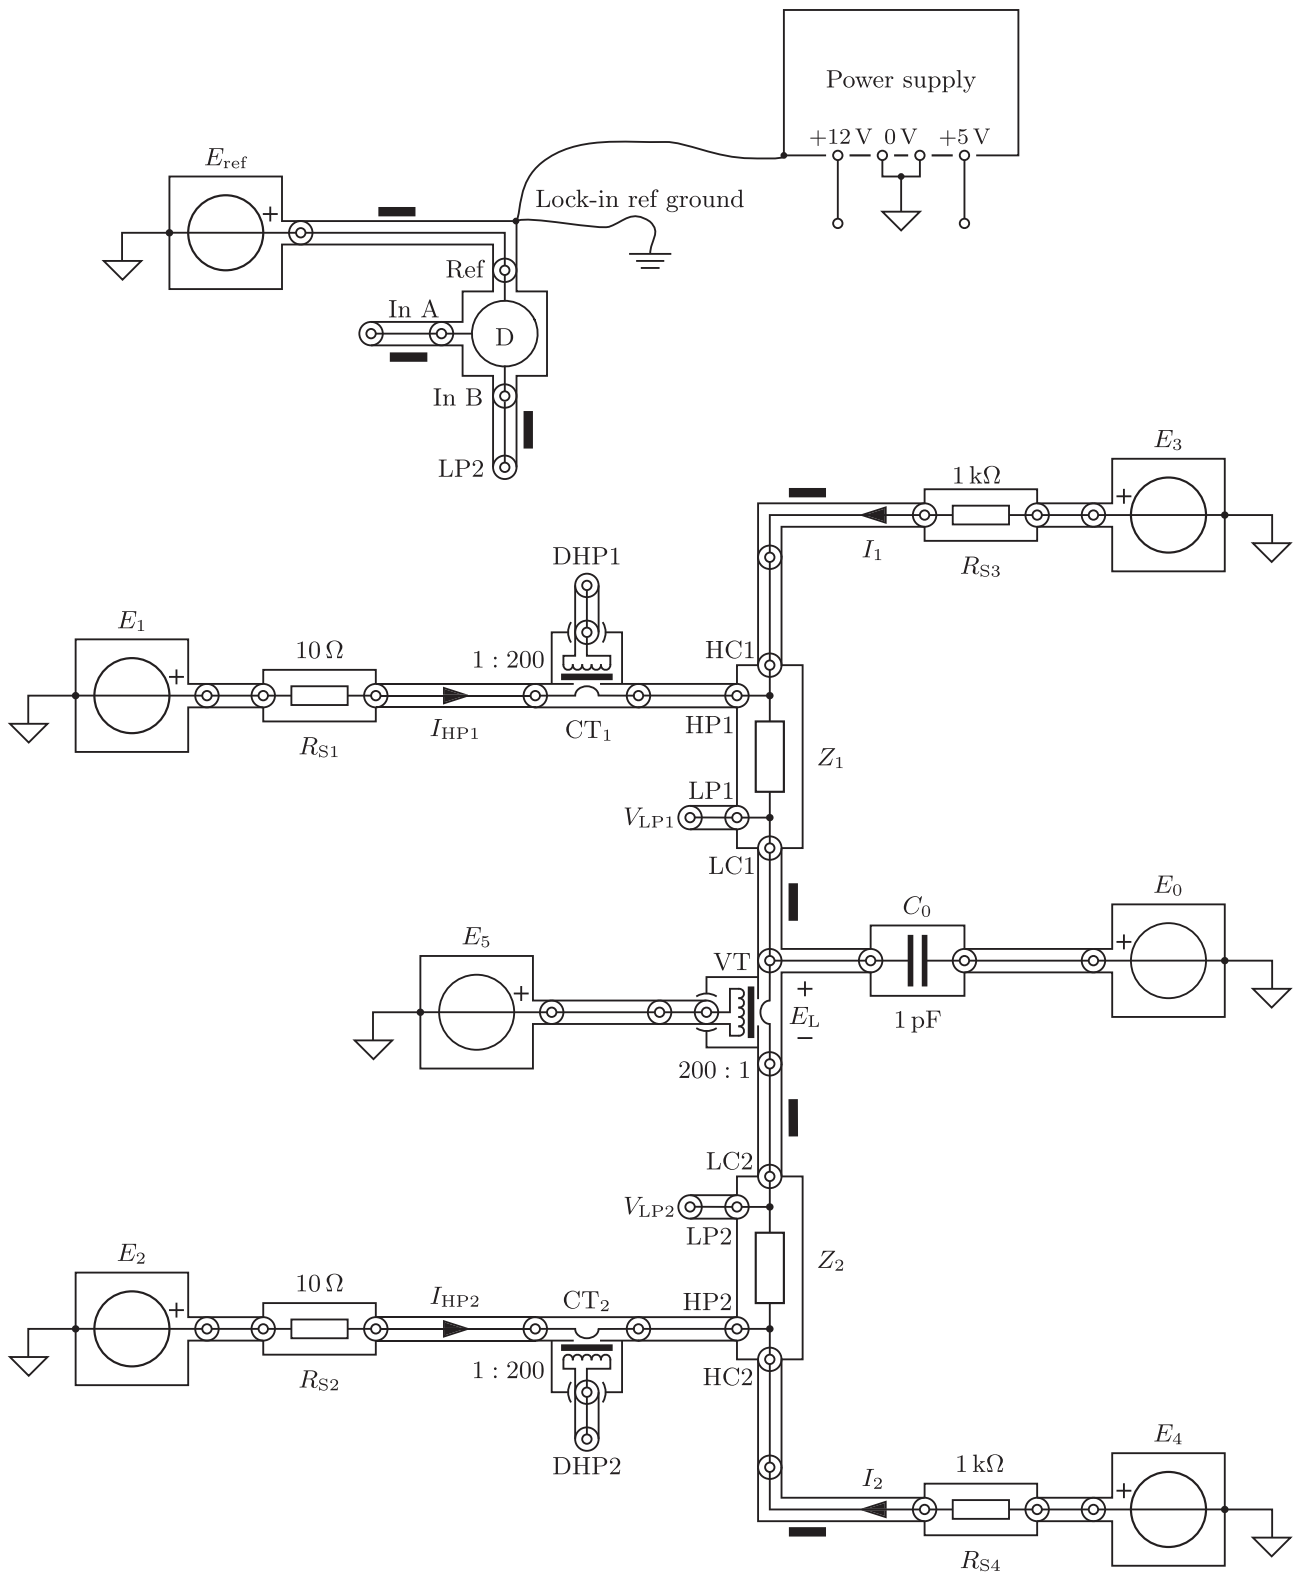 Power supply
+12 V 0 V +5 V
E_ref
Lock-in ref ground
Ref
In A
D
In B
LP2
E_3
1 kΩ
I_1
R_S3
DHP1
E_1
10 Ω
1 : 200
HC1
R_S1
I_HP1
CT_1
HP1
Z_1
LP1
V_LP1
LC1
E_0
C_0
E_5
VT
+
E_L
−
1 pF
200 : 1
LC2
V_LP2
LP2
E_2
10 Ω
I_HP2
CT_2
HP2
Z_2
R_S2
1 : 200
HC2
DHP2
E_4
I_2
1 kΩ
R_S4
+
+
+
+
+
+
+